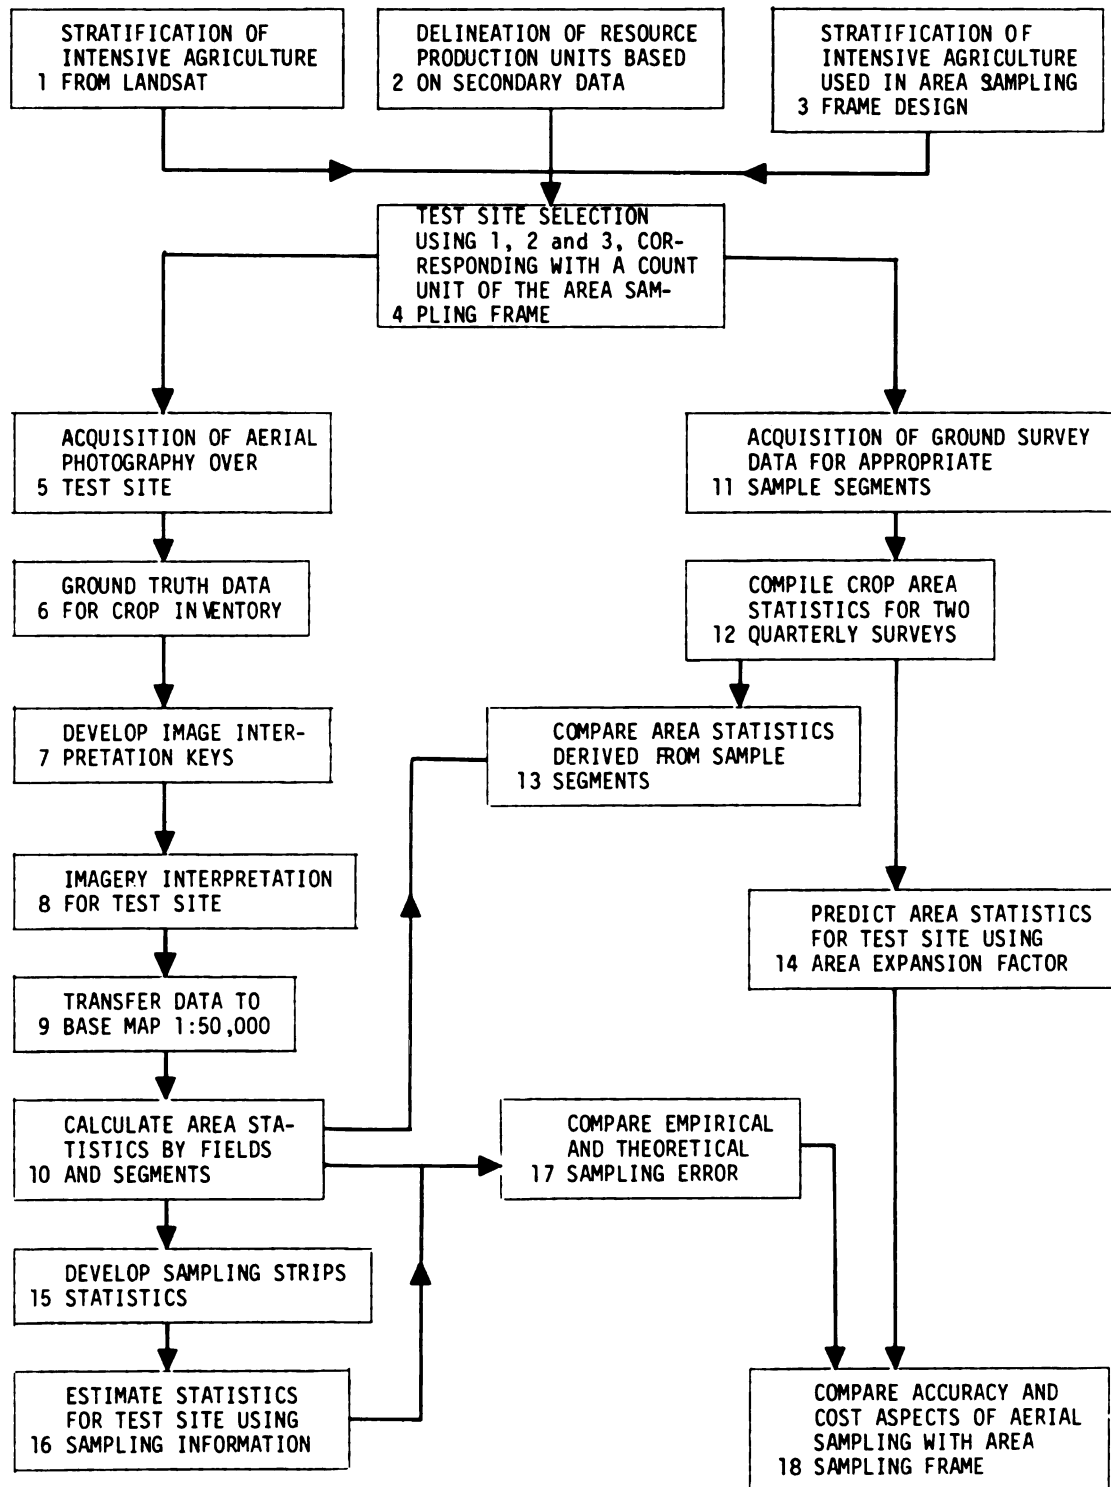 STRATIFICATION OF
INTENSIVE AGRICULTURE
1 FROM LANDSAT
DELINEATION OF RESOURCE
PRODUCTION UNITS BASED
2 ON SECONDARY DATA
STRATIFICATION OF
INTENSIVE AGRICULTURE
USED IN AREA SAMPLING
3 FRAME DESIGN
TEST SITE SELECTION
USING 1, 2 and 3, COR-
RESPONDING WITH A COUNT
UNIT OF THE AREA SAM-
4 PLING FRAME
ACQUISITION OF AERIAL
PHOTOGRAPHY OVER
5 TEST SITE
ACQUISITION OF GROUND SURVEY
DATA FOR APPROPRIATE
11 SAMPLE SEGMENTS
GROUND TRUTH DATA
6 FOR CROP INVENTORY
COMPILE CROP AREA
STATISTICS FOR TWO
12 QUARTERLY SURVEYS
DEVELOP IMAGE INTER-
7 PRETATION KEYS
COMPARE AREA STATISTICS
DERIVED FROM SAMPLE
13 SEGMENTS
IMAGERY INTERPRETATION
8 FOR TEST SITE
PREDICT AREA STATISTICS
FOR TEST SITE USING
14 AREA EXPANSION FACTOR
TRANSFER DATA TO
9 BASE MAP 1:50,000
CALCULATE AREA STA-
TISTICS BY FIELDS
10 AND SEGMENTS
COMPARE EMPIRICAL
AND THEORETICAL
17 SAMPLING ERROR
DEVELOP SAMPLING STRIPS
15 STATISTICS
ESTIMATE STATISTICS
FOR TEST SITE USING
16 SAMPLING INFORMATION
COMPARE ACCURACY AND
COST ASPECTS OF AERIAL
SAMPLING WITH AREA
18 SAMPLING FRAME